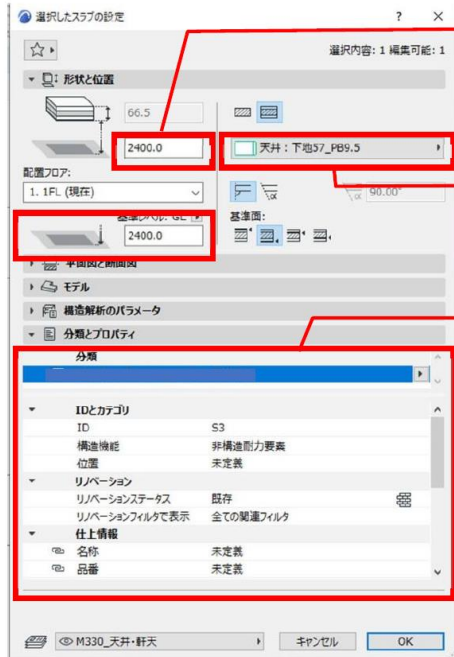 選択したスラブの設定 ? ×
選択内容: 1 編集可能: 1
形状と位置
66.5
2400.0
天井：下地57_PB9.5
配置フロア:
1. 1FL (現在)
90.00°
基準レベル: GL
基準面:
2400.0
平面図と断面図
モデル
構造解析のパラメータ
分類とプロパティ
分類
IDとカテゴリ
ID S3
構造機能 非構造耐力要素
位置 未定義
リノベーション
リノベーションステータス 既存
リノベーションフィルタで表示 全ての関連フィルタ
仕上情報
名称 未定義
品番 未定義
M330_天井・軒天
キャンセル
OK